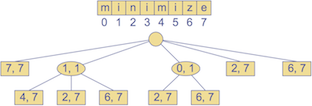 m i n i m i z e
0 1 2 3 4 5 6 7
7, 7 1, 1 0, 1 2, 7 6, 7
4, 7 2, 7 6, 7 2, 7 6, 7